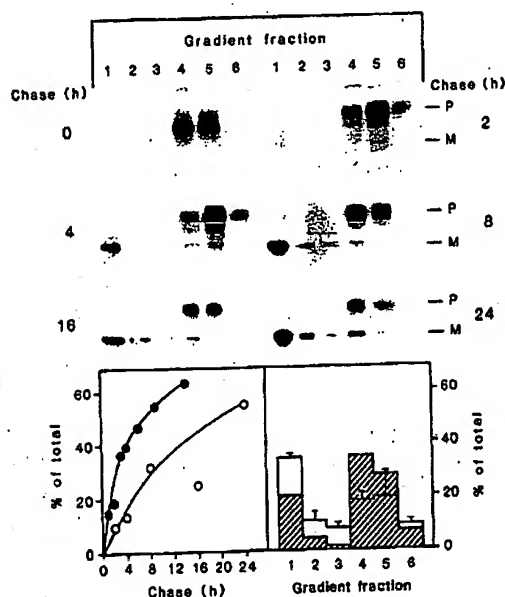 Gradient fraction
1 2 3 4 5 6 1 2 3 4 5 6
Chase (h) Chase (h)
0 P 2
M
4 P 8
M
16 P 24
M
60 60
40 40
20 20
0 0
% of total % of total
0 4 8 12 16 20 24 1 2 3 4 5 6
Chase (h) Gradient fraction